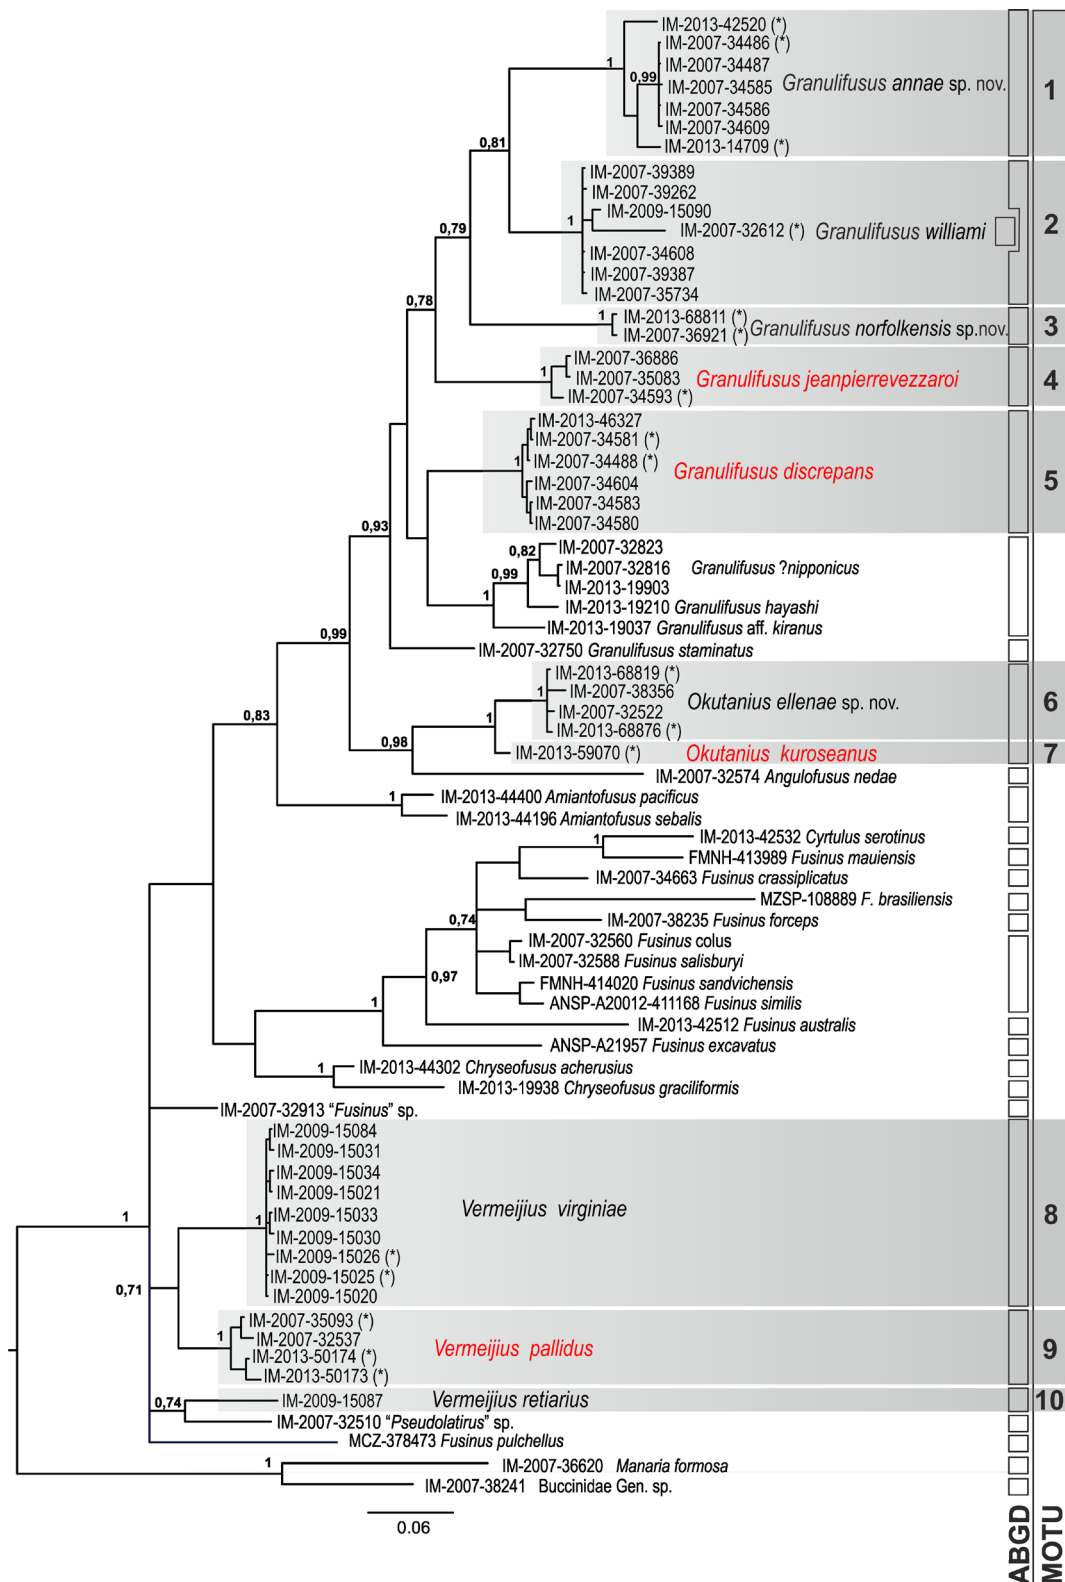 IM-2013-42520 (*)
1
IM-2007-34486 (*)
IM-2007-34487
0,99
IM-2007-34585
Granulifusus annae sp. nov.
1
IM-2007-34586
IM-2007-34609
0,81
IM-2013-14709 (*)
IM-2007-39389
IM-2007-39262
IM-2009-15090
1
IM-2007-32612 (*)
Granulifusus williami
2
0,79
IM-2007-34608
IM-2007-39387
IM-2007-35734
0,78
1
IM-2013-68811 (*)
IM-2007-36921 (*)
Granulifusus norfolkensis sp.nov.
3
IM-2007-36886
1
IM-2007-35083
Granulifusus jeanpierrevezzaroi
4
IM-2007-34593 (*)
IM-2013-46327
IM-2007-34581 (*)
1
IM-2007-34488 (*)
Granulifusus discrepans
5
IM-2007-34604
IM-2007-34583
IM-2007-34580
0,93
0,82
IM-2007-32823
0,99
IM-2007-32816
Granulifusus ?nipponicus
IM-2013-19903
1
IM-2013-19210 Granulifusus hayashi
IM-2013-19037 Granulifusus aff. kiranus
0,99
IM-2007-32750 Granulifusus staminatus
IM-2013-68819 (*)
1
IM-2007-38356
Okutanius ellenae sp. nov.
6
IM-2007-32522
0,83
1
IM-2013-68876 (*)
0,98
IM-2013-59070 (*)
Okutanius kuroseanus
7
IM-2007-32574 Angulofusus nedae
1
IM-2013-44400 Amiantofusus pacificus
IM-2013-44196 Amiantofusus sebalis
1
IM-2013-42532 Cyrtulus serotinus
FMNH-413989 Fusinus mauiensis
IM-2007-34663 Fusinus crassiplicatus
MZSP-108889 F. brasiliensis
0,74
IM-2007-38235 Fusinus forceps
IM-2007-32560 Fusinus colus
IM-2007-32588 Fusinus salisburyi
0,97
FMNH-414020 Fusinus sandvichensis
1
ANSP-A20012-411168 Fusinus similis
IM-2013-42512 Fusinus australis
ANSP-A21957 Fusinus excavatus
1
IM-2013-44302 Chryseofusus acherusius
IM-2013-19938 Chryseofusus graciliformis
IM-2007-32913 "Fusinus" sp.
IM-2009-15084
IM-2009-15031
IM-2009-15034
IM-2009-15021
1
1
IM-2009-15033
Vermeijius virginiae
8
IM-2009-15030
IM-2009-15026 (*)
IM-2009-15025 (*)
0,71
IM-2009-15020
IM-2007-35093 (*)
1
IM-2007-32537
Vermeijius pallidus
9
IM-2013-50174 (*)
IM-2013-50173 (*)
0,74
IM-2009-15087
Vermeijius retiarius
10
IM-2007-32510 "Pseudolatirus" sp.
MCZ-378473 Fusinus pulchellus
1
IM-2007-36620 Manaria formosa
IM-2007-38241 Buccinidae Gen. sp.
0.06
ABGD
MOTU